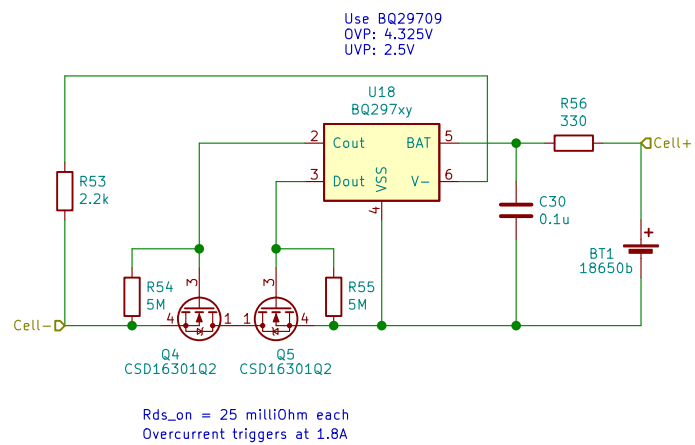 Use BQ29709
OVP: 4.325V
UVP: 2.5V
U18
BQ297xy
R56
330
2
Cout
BAT
5
Cell+
R53
2.2k
3
Dout
VSS
V-
6
4
C30
0.1u
+
BT1
18650b
3
3
R54
5M
R55
5M
Cell-
4
1
1
4
Q4
CSD16301Q2
Q5
CSD16301Q2
Rds_on = 25 milliOhm each
Overcurrent triggers at 1.8A